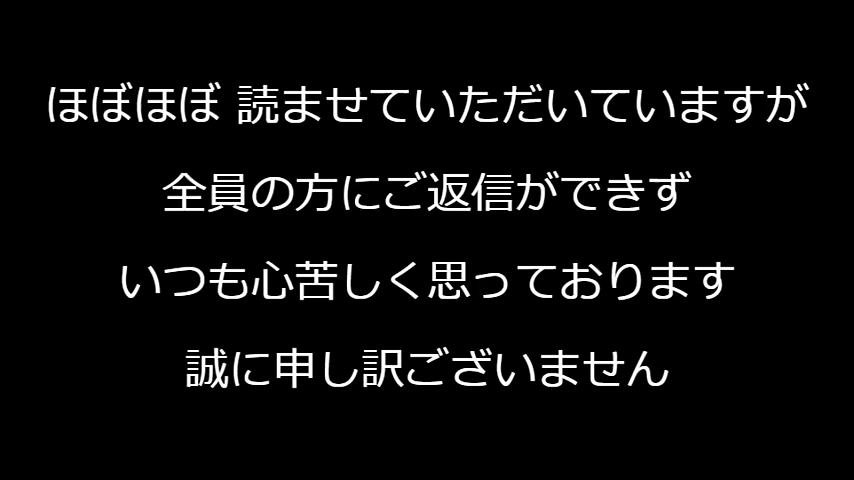 ほぼほぼ 読ませていただいていますが
全員の方にご返信ができず
いつも心苦しく思っております
誠に申し訳ございません